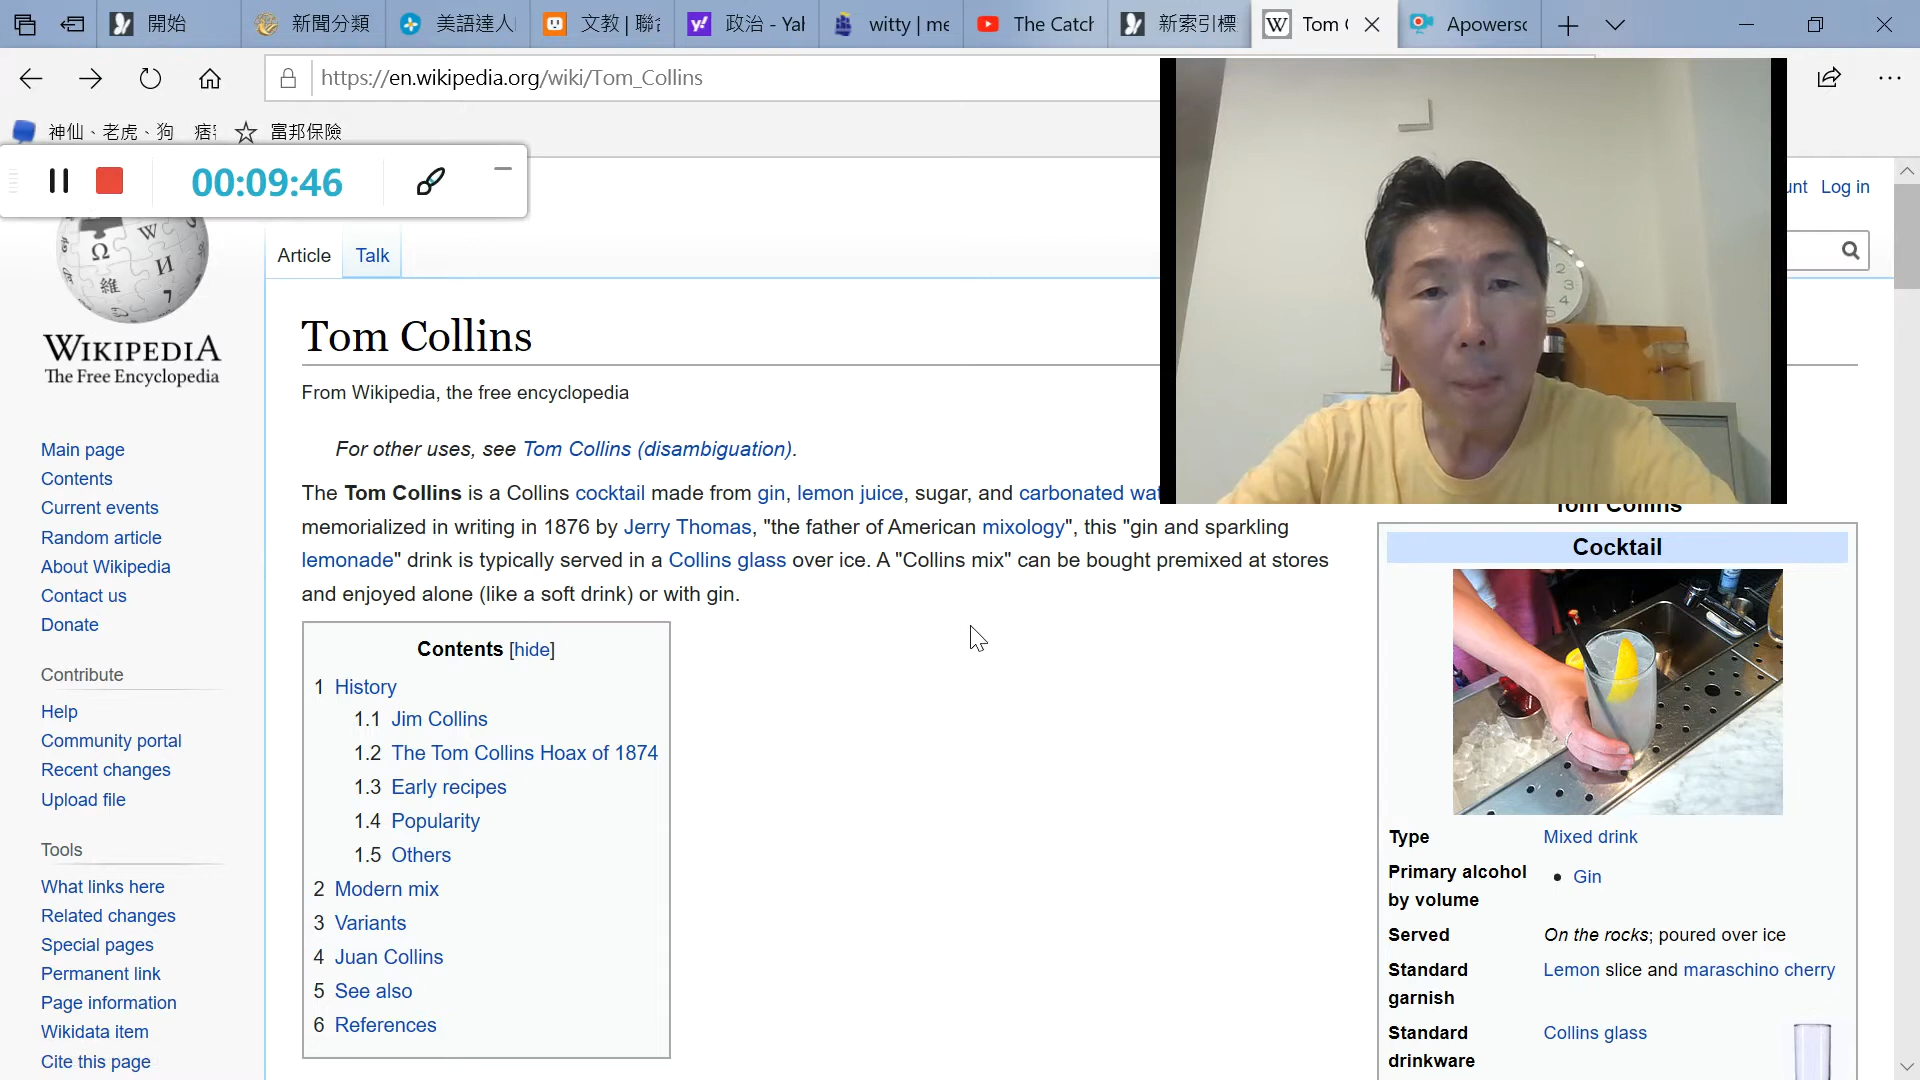 開始
新聞分類
美語達人
文教 | 聯
政治 - Yał
witty | me
The Catch
新索引標
Tom
Apowersc
https://en.wikipedia.org/wiki/Tom_Collins
神仙、老虎、狗
富邦保險
00:09:46
unt Log in
Article Talk
WIKIPEDIA
The Free Encyclopedia
Main page
Contents
Current events
Random article
About Wikipedia
Contact us
Donate
Contribute
Help
Community portal
Recent changes
Upload file
Tools
What links here
Related changes
Special pages
Permanent link
Page information
Wikidata item
Cite this page
Tom Collins
From Wikipedia, the free encyclopedia
For other uses, see Tom Collins (disambiguation).
The Tom Collins is a Collins cocktail made from gin, lemon juice, sugar, and carbonated wat
memorialized in writing in 1876 by Jerry Thomas, "the father of American mixology", this "gin and sparkling
lemonade" drink is typically served in a Collins glass over ice. A "Collins mix" can be bought premixed at stores
and enjoyed alone (like a soft drink) or with gin.
Contents [hide]
1 History
1.1 Jim Collins
1.2 The Tom Collins Hoax of 1874
1.3 Early recipes
1.4 Popularity
1.5 Others
2 Modern mix
3 Variants
4 Juan Collins
5 See also
6 References
Tom Collins
Cocktail
Type Mixed drink
Primary alcohol by volume • Gin
Served On the rocks; poured over ice
Standard garnish Lemon slice and maraschino cherry
Standard drinkware Collins glass